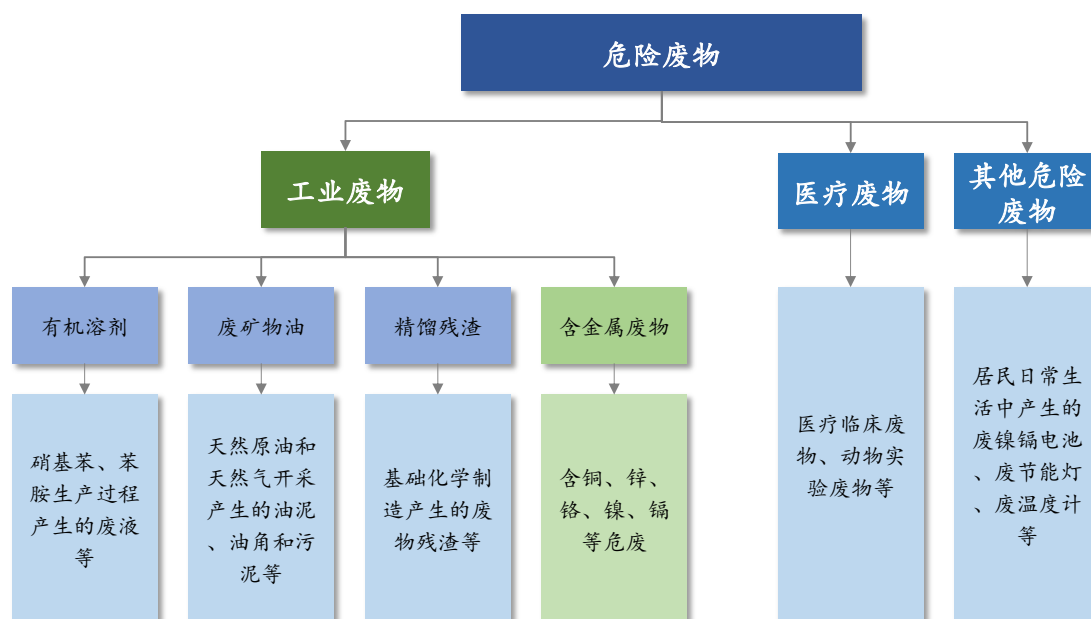 危险废物
工业废物
医疗废物
其他危险
废物
有机溶剂
废矿物油
精馏残渣
含金属废物
硝基苯、苯
胺生产过程
产生的废液
等
天然原油和
天然气开采
产生的油泥
、油角和污
泥等
基础化学制
造产生的废
物残渣等
含铜、锌、
铬、镍、镉
等危废
医疗临床废
物、动物实
验废物等
居民日常生
活中产生的
废镍镉电池
、废节能灯
、废温度计
等